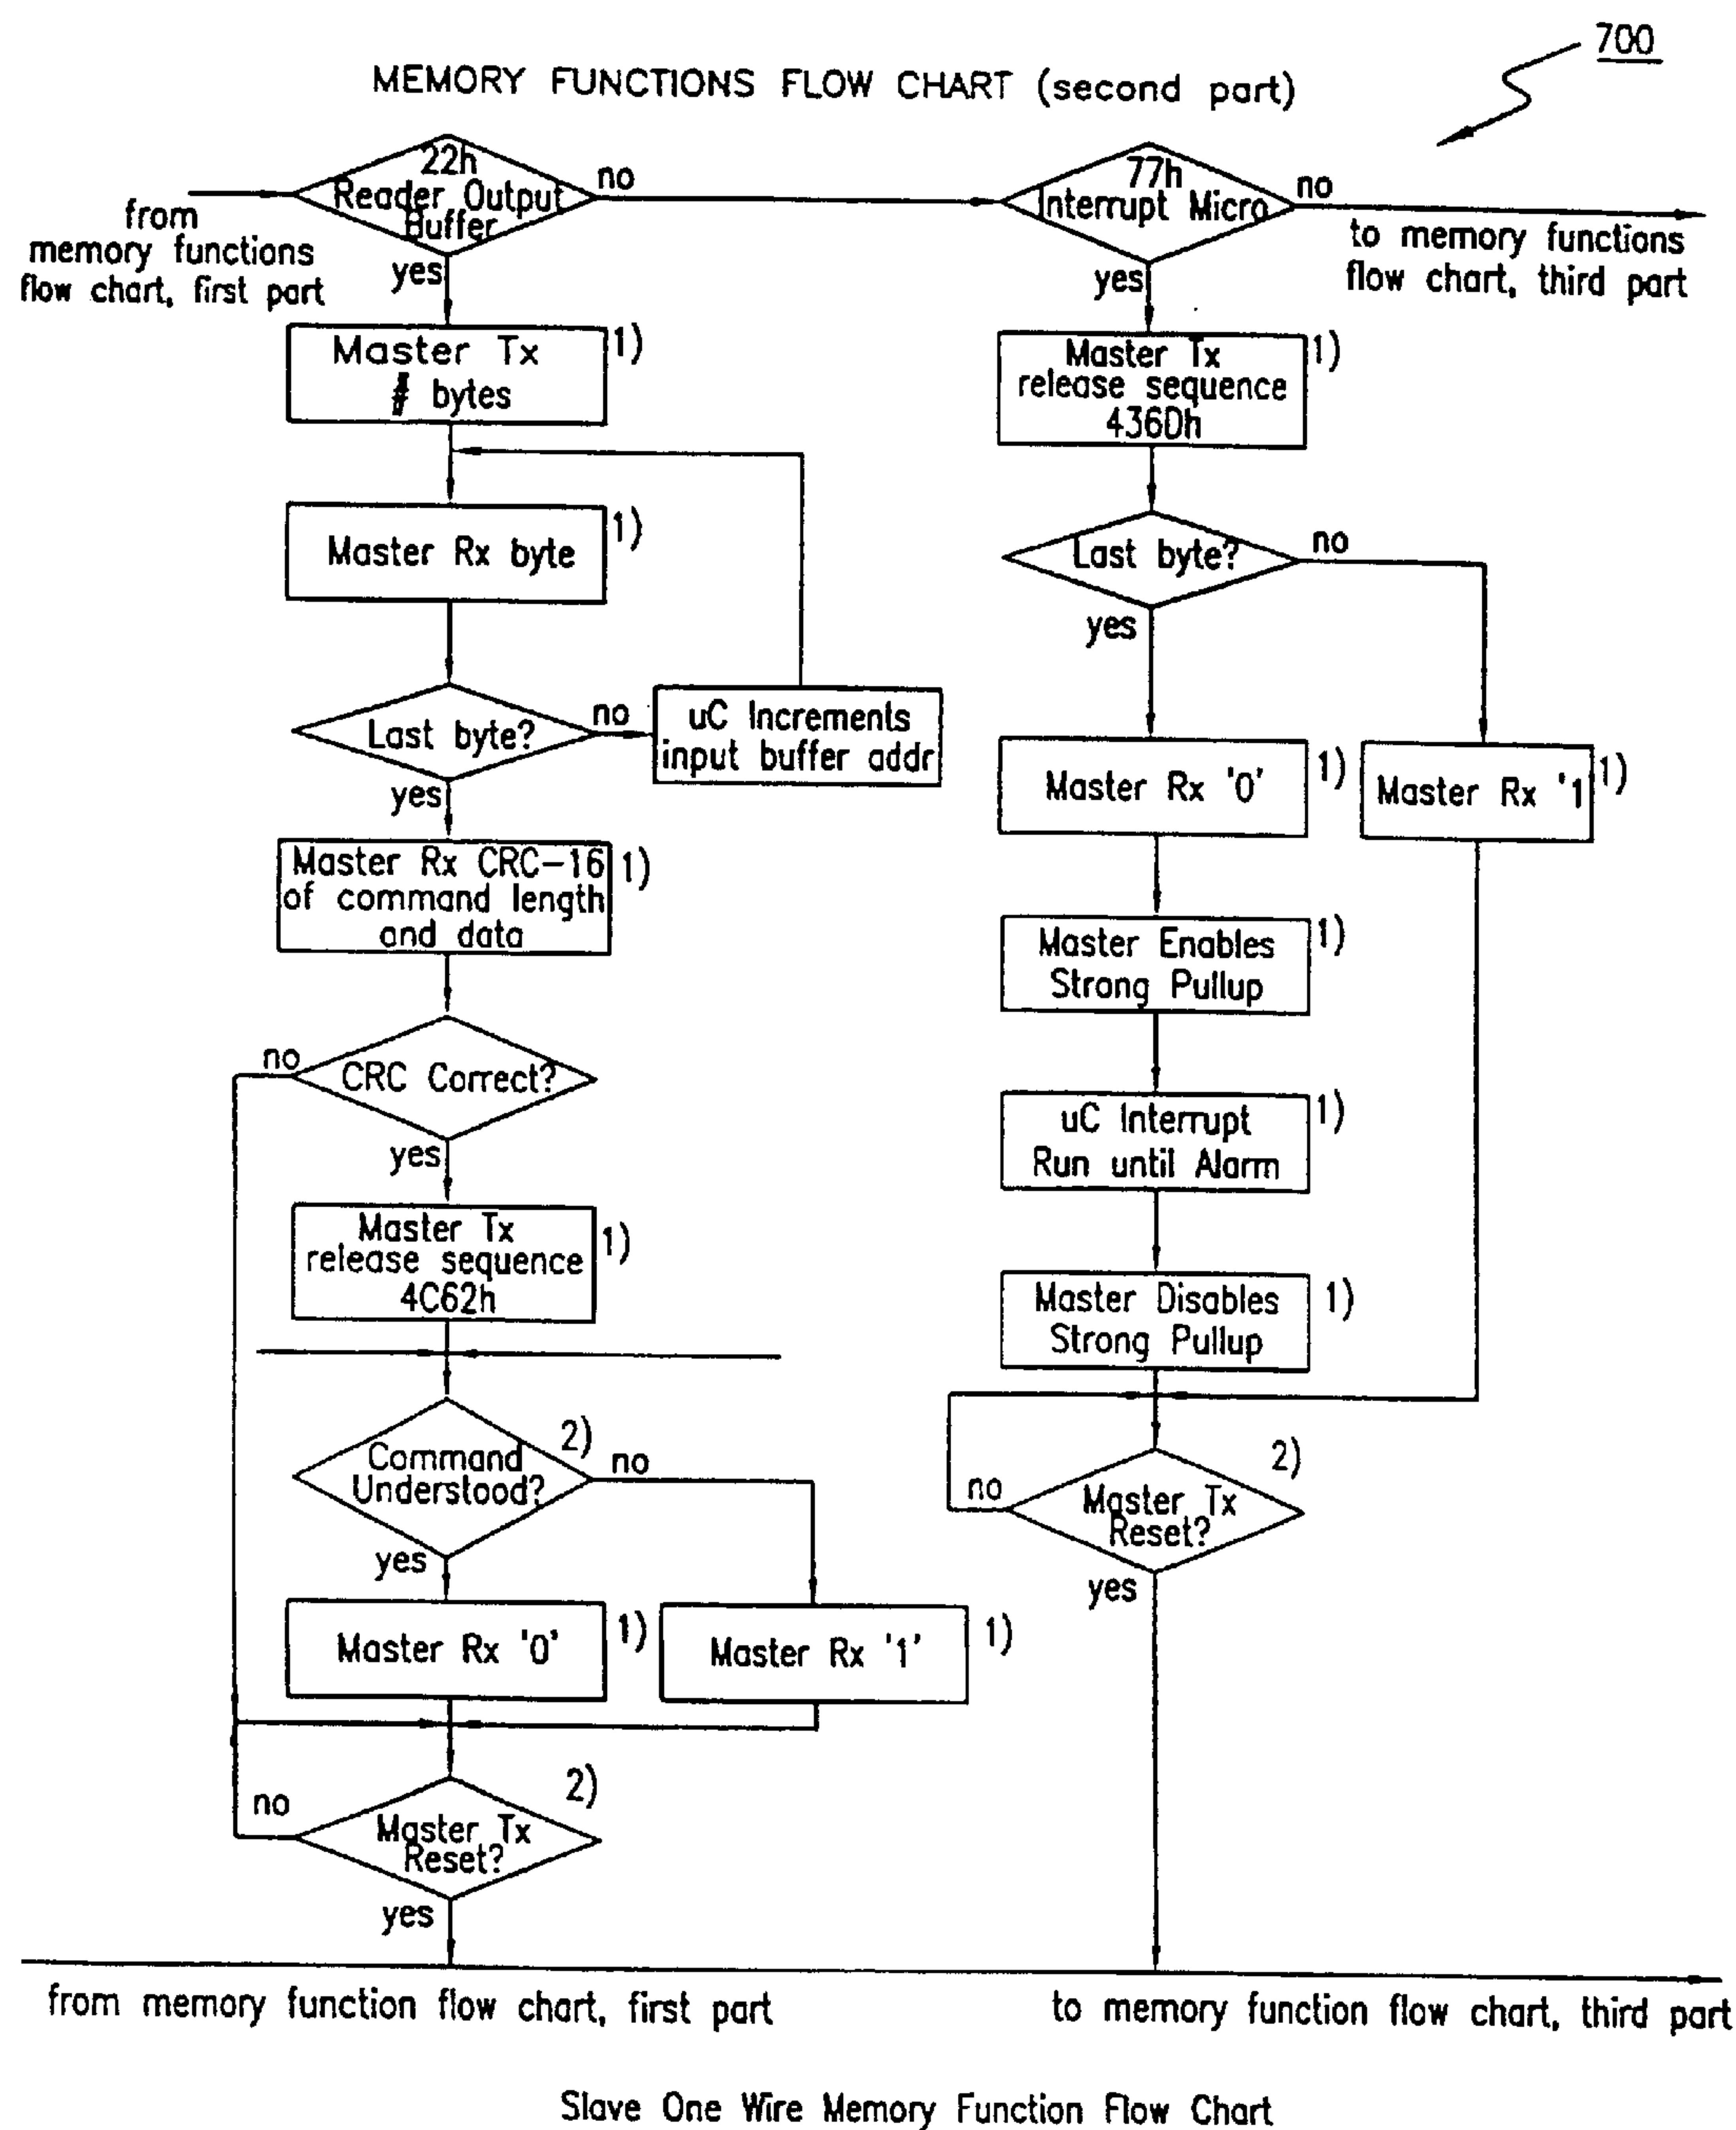 700
MEMORY FUNCTIONS FLOW CHART (second part)
22h
Reader Output
Buffer
no
yes
from
memory functions
flow chart, first part
Master Tx
# bytes
1)
Master Rx byte
1)
Last byte?
no
uC Increments
input buffer addr
yes
Master Rx CRC-16
of command length
and data
1)
CRC Correct?
no
yes
Master Tx
release sequence
4C62h
1)
Command
Understood?
2)
no
yes
Master Rx '0'
1)
Master Rx '1'
1)
Master Tx
Reset?
2)
no
yes
77h
Interrupt Micro
no
to memory functions
flow chart, third part
yes
Master Tx
release sequence
436Dh
1)
Last byte?
no
yes
Master Rx '0'
1)
Master Rx '1
1)
Master Enables
Strong Pullup
1)
uC Interrupt
Run until Alarm
1)
Master Disables
Strong Pullup
1)
Master Tx
Reset?
2)
no
yes
from memory function flow chart, first part
to memory function flow chart, third part
Slave One Wire Memory Function Flow Chart